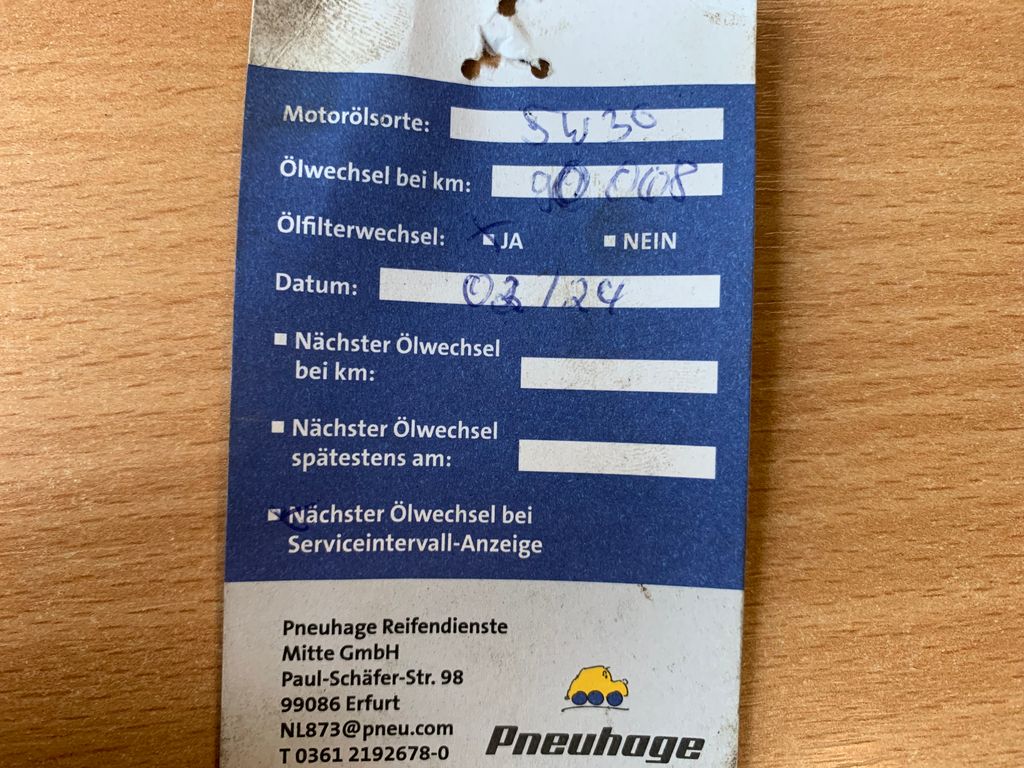 Motorölsorte: 5W30
Ölwechsel bei km: 90 008
Ölfilterwechsel: JA NEIN
Datum: /24
Nächster Ölwechsel
bei km:
Nächster Ölwechsel
spätestens am:
Nächster Ölwechsel bei
Serviceintervall-Anzeige
Pneuhage Reifendienste
Mitte GmbH
Paul-Schäfer-Str. 98
99086 Erfurt
NL873@pneu.com
T 0361 2192678-0
Pneuhage